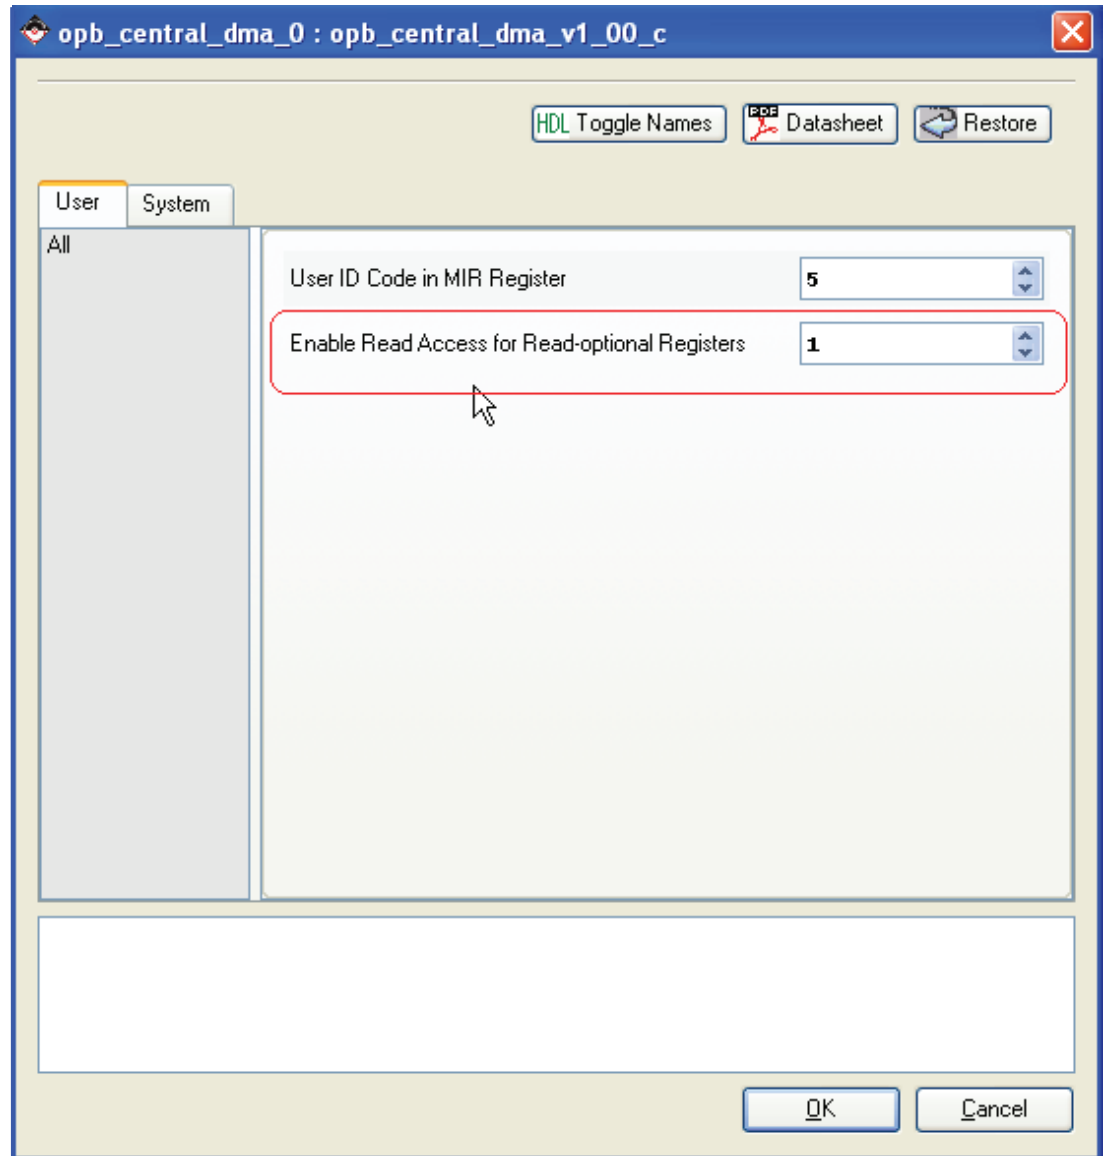 opb_central_dma_0 : opb_central_dma_v1_00_c
HDL Toggle Names
PDF Datasheet
Restore
User
System
All
User ID Code in MIR Register
5
Enable Read Access for Read-optional Registers
1
OK
Cancel